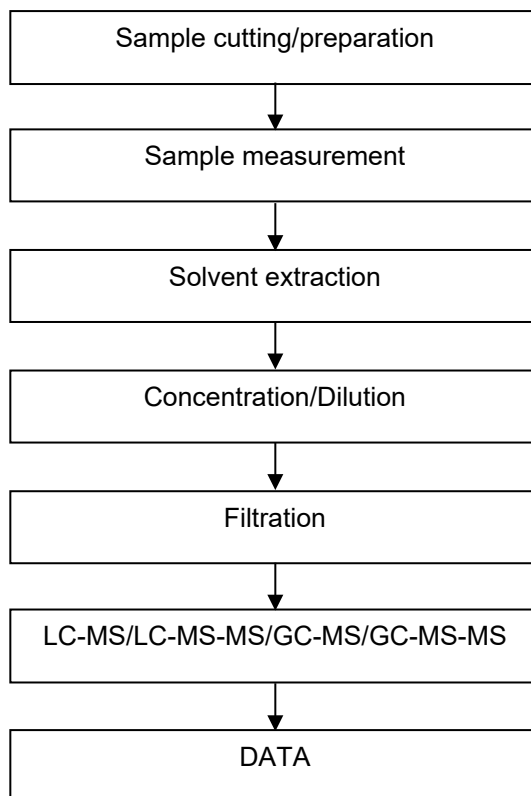 Sample cutting/preparation
Sample measurement
Solvent extraction
Concentration/Dilution
Filtration
LC-MS/LC-MS-MS/GC-MS/GC-MS-MS
DATA